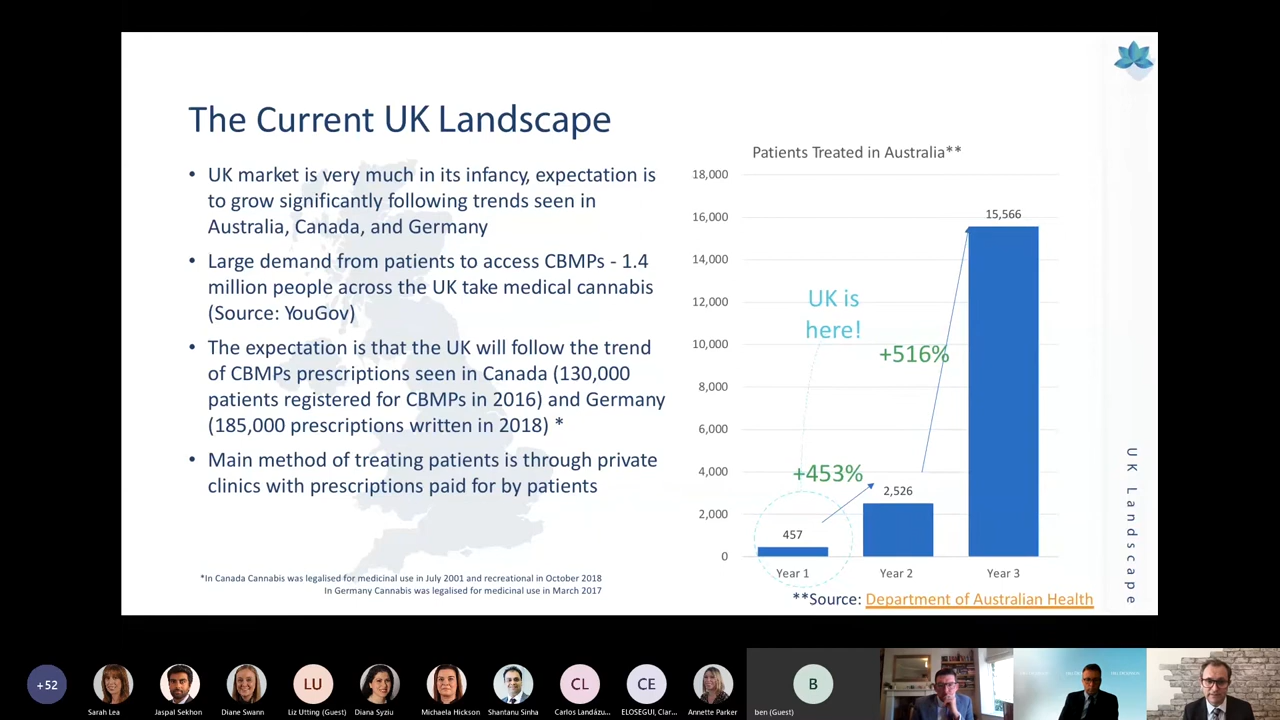 The Current UK Landscape
• UK market is very much in its infancy, expectation is
to grow significantly following trends seen in
Australia, Canada, and Germany
• Large demand from patients to access CBMPs - 1.4
million people across the UK take medical cannabis
(Source: YouGov)
• The expectation is that the UK will follow the trend
of CBMPs prescriptions seen in Canada (130,000
patients registered for CBMPs in 2016) and Germany
(185,000 prescriptions written in 2018) *
• Main method of treating patients is through private
clinics with prescriptions paid for by patients
*In Canada Cannabis was legalised for medicinal use in July 2001 and recreational in October 2018
In Germany Cannabis was legalised for medicinal use in March 2017
Patients Treated in Australia**
18,000
16,000
14,000
12,000
10,000
8,000
6,000
4,000
2,000
0
15,566
UK is
here!
+516%
+453%
2,526
457
Year 1
Year 2
Year 3
**Source: Department of Australian Health
UK Landscape
+52
LU
CL
CE
B
Sarah Lea
Jaspal Sekhon
Diane Swann
Liz Utting (Guest)
Diana Syziu
Michaela Hickson
Shantanu Sinha
Carlos Landázu...
ELOSEGUI, Clar...
Annette Parker
ben (Guest)